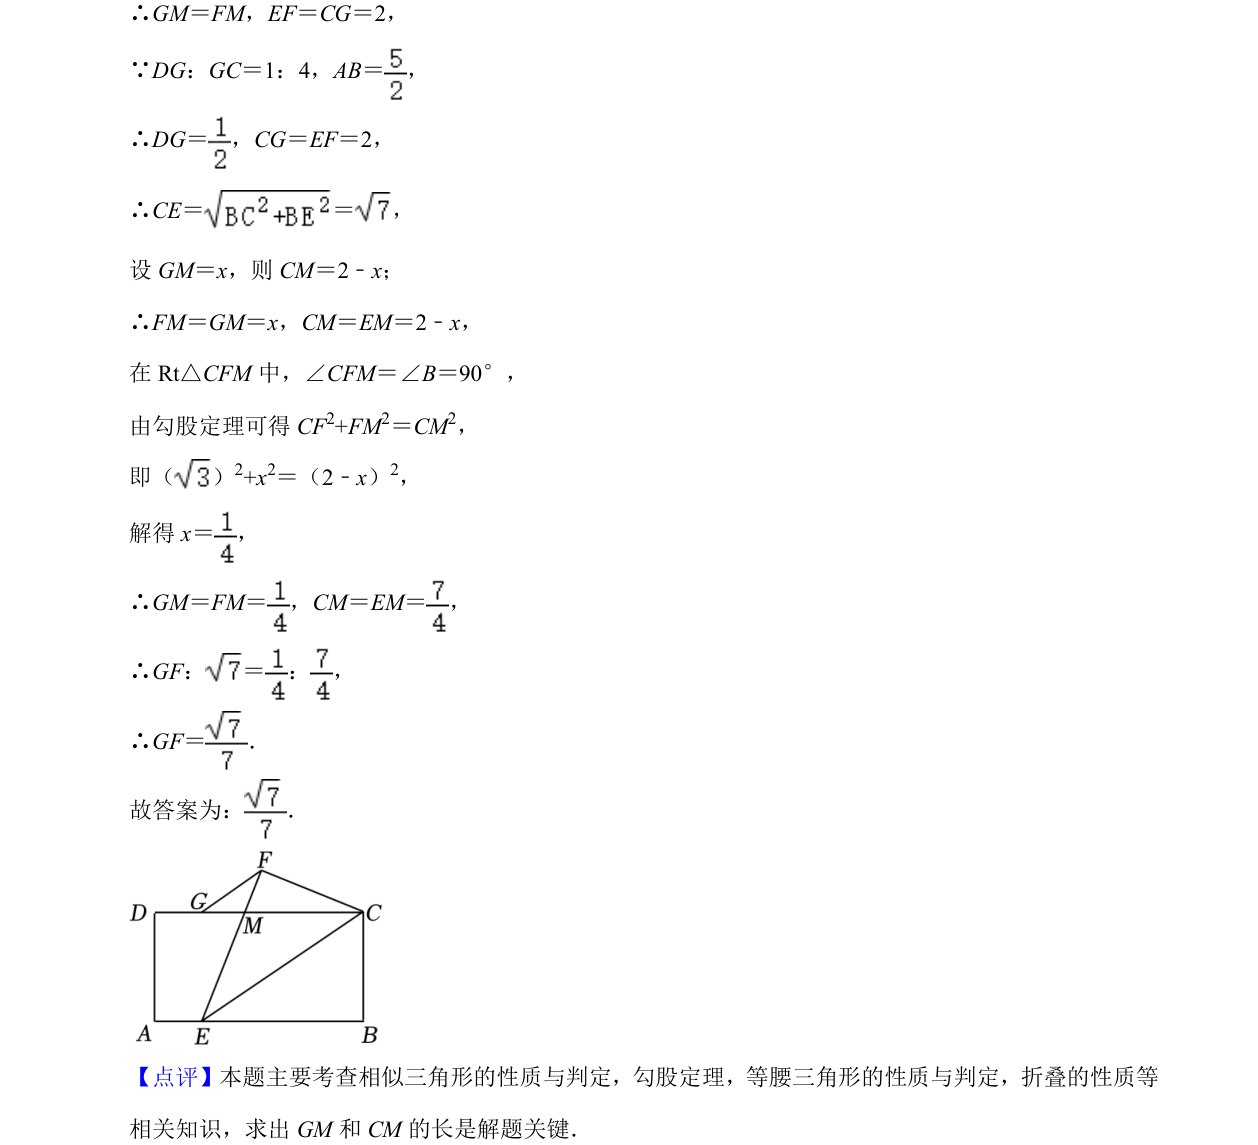 ∴GM＝FM，EF＝CG＝2，
∵DG：GC＝1：4，AB＝5/2，
∴DG＝1/2，CG＝EF＝2，
∴CE＝√(BC²+BE²)＝√7，
设 GM＝x，则 CM＝2﹣x；
∴FM＝GM＝x，CM＝EM＝2﹣x，
在 Rt△CFM 中，∠CFM＝∠B＝90°，
由勾股定理可得 CF²+FM²＝CM²，
即（√3）²+x²＝（2﹣x）²，
解得 x＝1/4，
∴GM＝FM＝1/4，CM＝EM＝7/4，
∴GF：√7＝1/4：7/4，
∴GF＝√7/7．
故答案为：√7/7．
F
D G M C
A E B
【点评】本题主要考查相似三角形的性质与判定，勾股定理，等腰三角形的性质与判定，折叠的性质等
相关知识，求出 GM 和 CM 的长是解题关键．